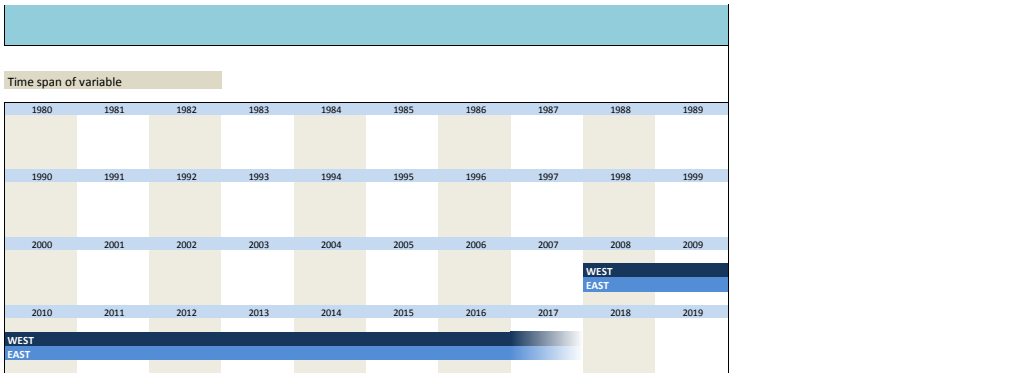 Time span of variable
1980 1981 1982 1983 1984 1985 1986 1987 1988 1989
1990 1991 1992 1993 1994 1995 1996 1997 1998 1999
2000 2001 2002 2003 2004 2005 2006 2007 2008 2009
WEST
EAST
2010 2011 2012 2013 2014 2015 2016 2017 2018 2019
WEST
EAST